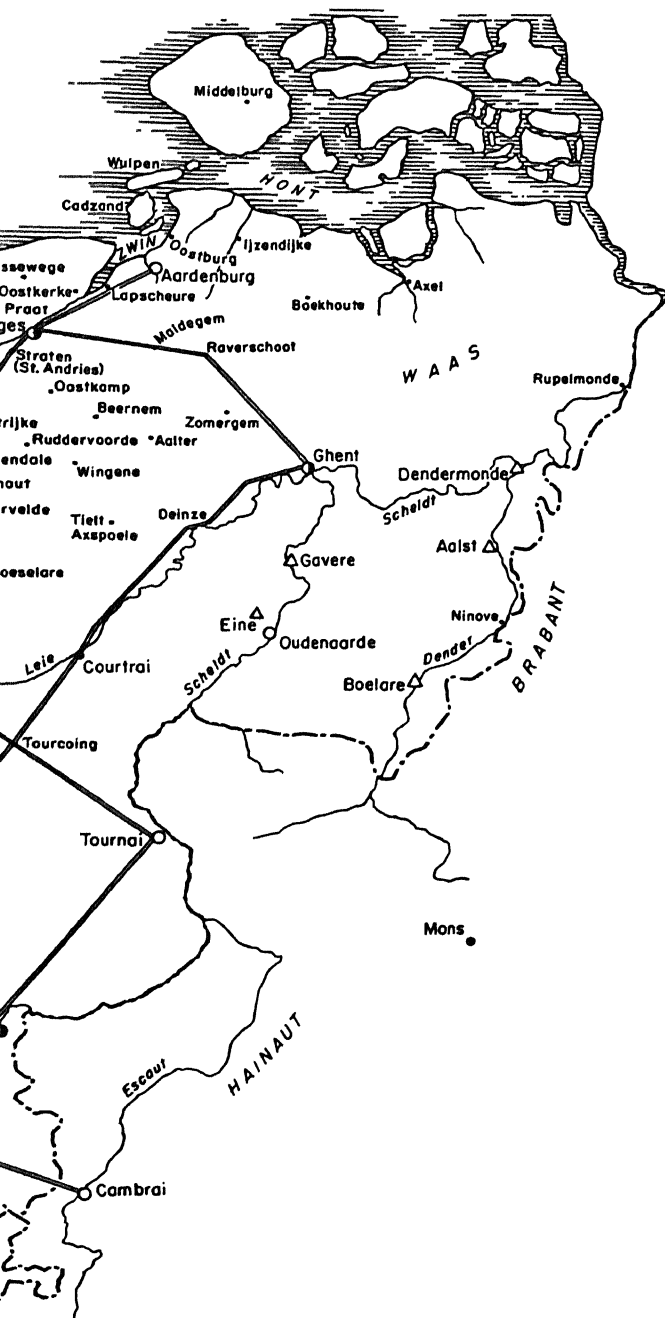 Middelburg
Wulpen
HONT
Cadzand
ZWIN
Oostburg
Ijzendijke
ssewege
Aardenburg
Oostkerke
Lapscheure
Axel
Boekhoute
Praat
ges
Maldegem
Raverschoot
Straten
(St. Andries)
WAAS
Oostkamp
Rupelmonde
Beernem
trijke
Zomergem
Ruddervoorde
Aalter
Ghent
endale
Wingene
Dendermonde
hout
rvelde
Deinze
Scheldt
Tielt
Axspoele
Aalst
Gavere
oeselare
BRABANT
Ninove
Eine
Oudenaarde
Dender
Leie
Courtrai
Scheldt
Boelare
Tourcoing
Tournai
Mons
HAINAUT
Escaut
Cambrai